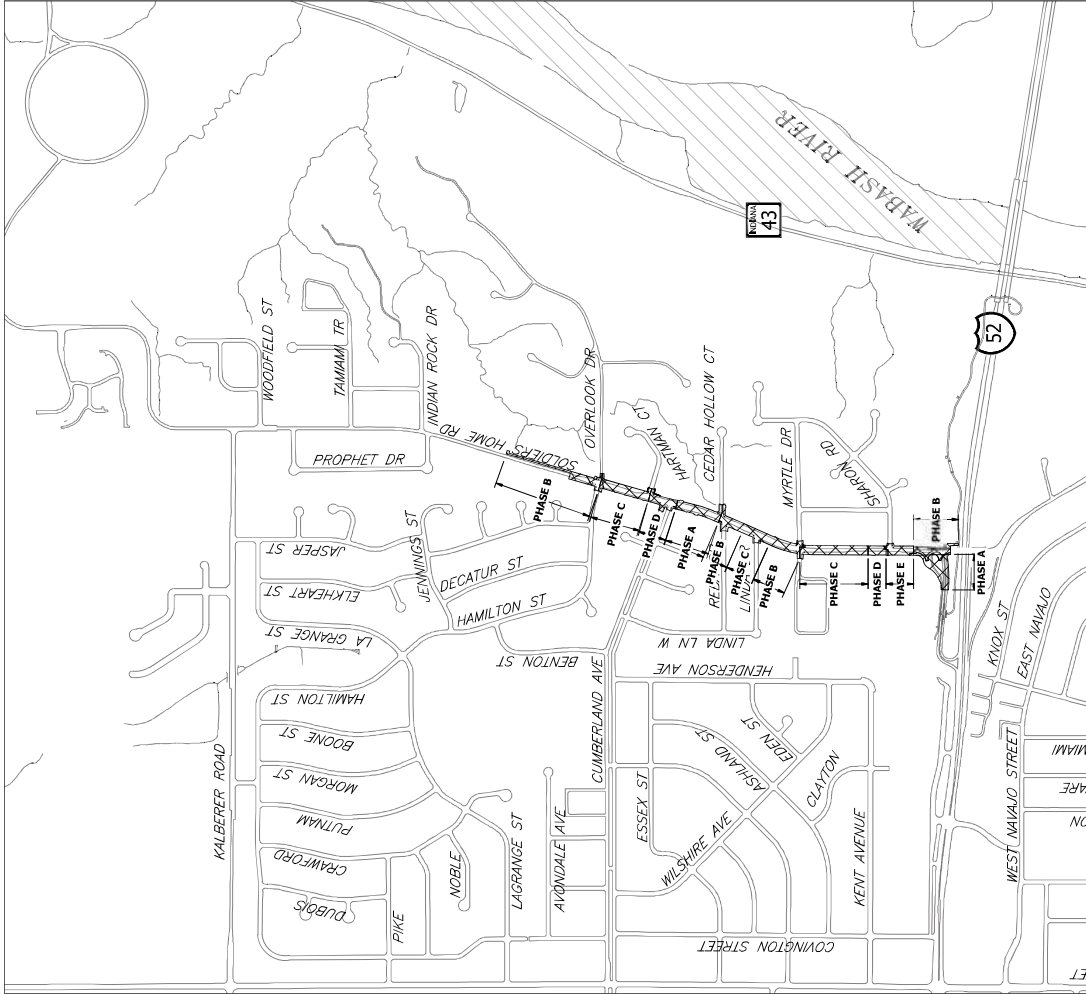 WABASH RIVER
INDIANA
43
52
WOODFIELD ST
TAMIAMI TR
INDIAN ROCK DR
OVERLOOK DR
HARTMAN CT
CEDAR HOLLOW CT
MYRTLE DR
SHARON RD
SOLDIERS HOME RD
PROPHET DR
PHASE B
PHASE C
PHASE D
PHASE A
PHASE B
PHASE C
PHASE B
PHASE C
PHASE D
PHASE E
PHASE B
PHASE A
JASPER ST
ELKHEART ST
LA GRANGE ST
JENNINGS ST
DECATUR ST
HAMILTON ST
BENTON ST
LINDA LN W
HENDERSON AVE
KNOX ST
EAST NAVAJO
HAMILTON ST
BOONE ST
MORGAN ST
PUTNAM
CRAWFORD
DUBOIS
KALBERER ROAD
CUMBERLAND AVE
EDEN ST
ASHLAND ST
CLAYTON
ESSEX ST
WILSHIRE AVE
KENT AVENUE
WEST NAVAJO STREET
MIAMI
NOBLE
LAGRANGE ST
AVONDALE AVE
PIKE
COVINGTON STREET